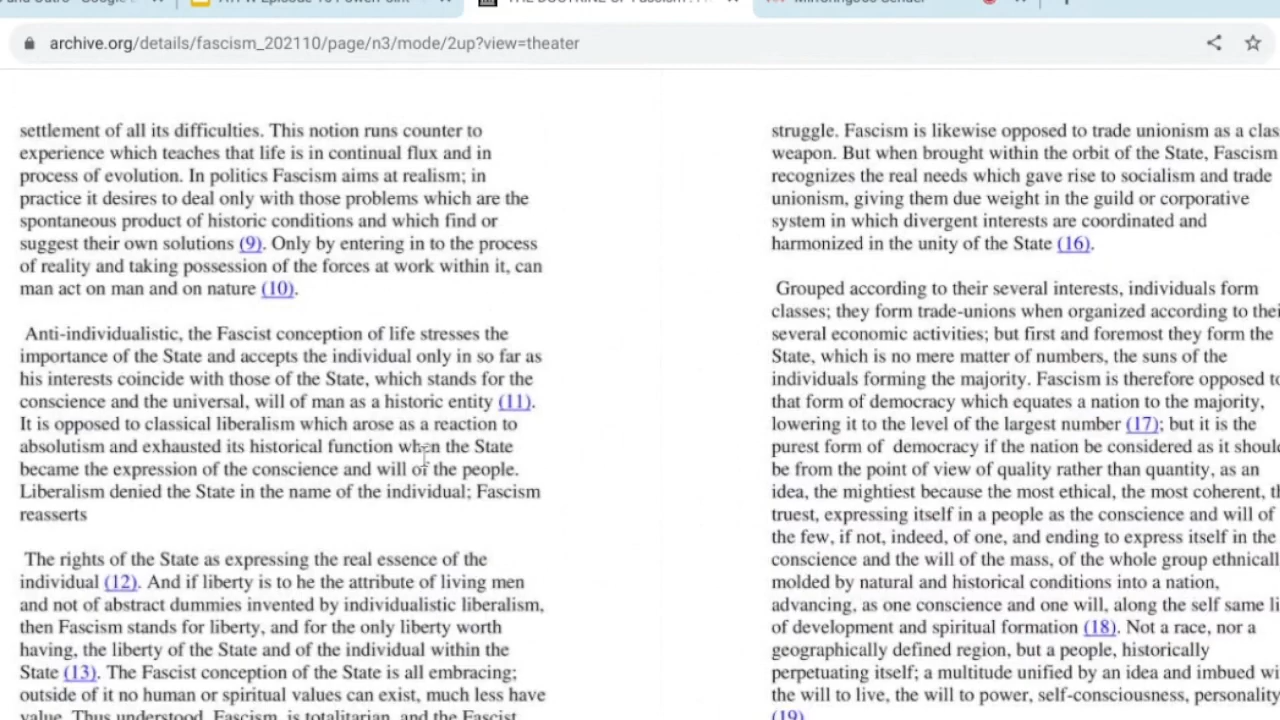 THE DOCTRINE OF Fascism
archive.org/details/fascism_202110/page/n3/mode/2up?view=theater
settlement of all its difficulties. This notion runs counter to
experience which teaches that life is in continual flux and in
process of evolution. In politics Fascism aims at realism; in
practice it desires to deal only with those problems which are the
spontaneous product of historic conditions and which find or
suggest their own solutions (9). Only by entering in to the process
of reality and taking possession of the forces at work within it, can
man act on man and on nature (10).
Anti-individualistic, the Fascist conception of life stresses the
importance of the State and accepts the individual only in so far as
his interests coincide with those of the State, which stands for the
conscience and the universal, will of man as a historic entity (11).
It is opposed to classical liberalism which arose as a reaction to
absolutism and exhausted its historical function when the State
became the expression of the conscience and will of the people.
Liberalism denied the State in the name of the individual; Fascism
reasserts
The rights of the State as expressing the real essence of the
individual (12). And if liberty is to he the attribute of living men
and not of abstract dummies invented by individualistic liberalism,
then Fascism stands for liberty, and for the only liberty worth
having, the liberty of the State and of the individual within the
State (13). The Fascist conception of the State is all embracing;
outside of it no human or spiritual values can exist, much less have
value. Thus understood, Fascism, is totalitarian, and the Fascist
struggle. Fascism is likewise opposed to trade unionism as a clas
weapon. But when brought within the orbit of the State, Fascism
recognizes the real needs which gave rise to socialism and trade
unionism, giving them due weight in the guild or corporative
system in which divergent interests are coordinated and
harmonized in the unity of the State (16).
Grouped according to their several interests, individuals form
classes; they form trade-unions when organized according to thei
several economic activities; but first and foremost they form the
State, which is no mere matter of numbers, the suns of the
individuals forming the majority. Fascism is therefore opposed to
that form of democracy which equates a nation to the majority,
lowering it to the level of the largest number (17); but it is the
purest form of democracy if the nation be considered as it should
be from the point of view of quality rather than quantity, as an
idea, the mightiest because the most ethical, the most coherent, th
truest, expressing itself in a people as the conscience and will of
the few, if not, indeed, of one, and ending to express itself in the
conscience and the will of the mass, of the whole group ethnically
molded by natural and historical conditions into a nation,
advancing, as one conscience and one will, along the self same li
of development and spiritual formation (18). Not a race, nor a
geographically defined region, but a people, historically
perpetuating itself; a multitude unified by an idea and imbued wi
the will to live, the will to power, self-consciousness, personality
(19)